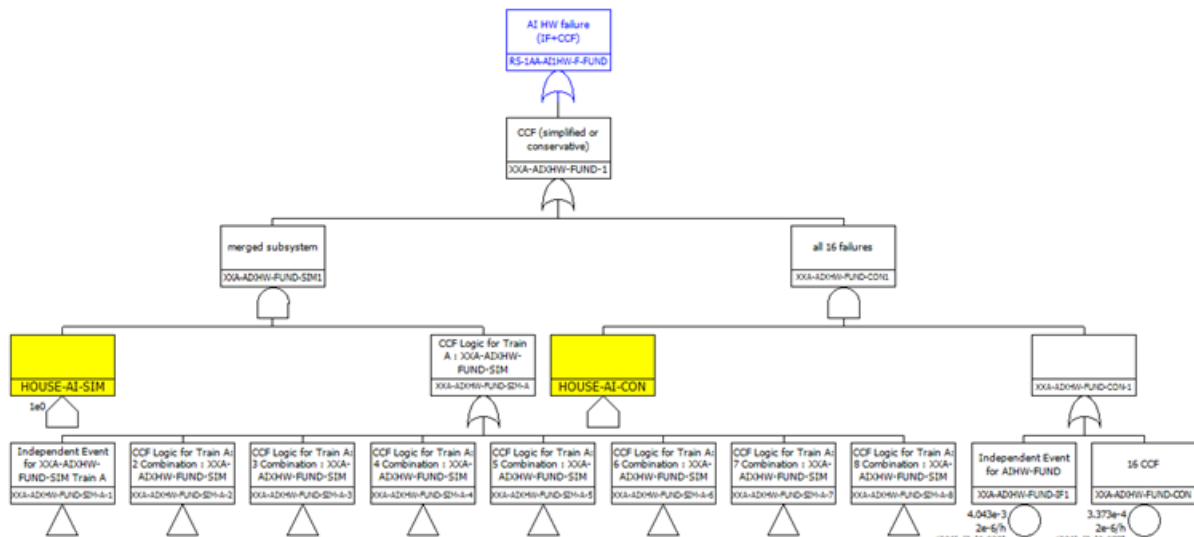 AI HW failure
(IF+CCF)
RS-1AA-AI1HW-F-FUND
CCF (simplified or
conservative)
XXA-AIXHW-FUND-1
merged subsystem
XXA-AIXHW-FUND-SIM1
all 16 failures
XXA-AIXHW-FUND-CON1
HOUSE-AI-SIM
1e0
CCF Logic for Train
A : XXA-AIXHW-
FUND-SIM
XXA-AIXHW-FUND-SIM-A
HOUSE-AI-CON
XXA-AIXHW-FUND-CON-1
Independent Event
for XXA-AIXHW-
FUND-SIM Train A
XXA-AIXHW-FUND-SIM-A-1
CCF Logic for Train A:
2 Combination : XXA-
AIXHW-FUND-SIM
XXA-AIXHW-FUND-SIM-A-2
CCF Logic for Train A:
3 Combination : XXA-
AIXHW-FUND-SIM
XXA-AIXHW-FUND-SIM-A-3
CCF Logic for Train A:
4 Combination : XXA-
AIXHW-FUND-SIM
XXA-AIXHW-FUND-SIM-A-4
CCF Logic for Train A:
5 Combination : XXA-
AIXHW-FUND-SIM
XXA-AIXHW-FUND-SIM-A-5
CCF Logic for Train A:
6 Combination : XXA-
AIXHW-FUND-SIM
XXA-AIXHW-FUND-SIM-A-6
CCF Logic for Train A:
7 Combination : XXA-
AIXHW-FUND-SIM
XXA-AIXHW-FUND-SIM-A-7
CCF Logic for Train A:
8 Combination : XXA-
AIXHW-FUND-SIM
XXA-AIXHW-FUND-SIM-A-8
Independent Event
for AIHW-FUND
XXA-AIXHW-FUND-IF1
4.043e-3
2e-6/h
16 CCF
XXA-AIXHW-FUND-CON
3.373e-4
2e-6/h